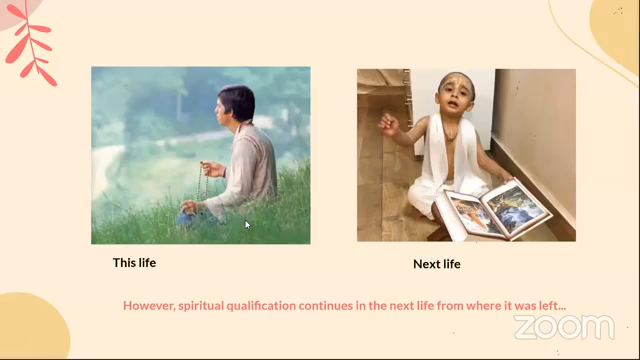 This life
Next life
However, spiritual qualification continues in the next life from where it was left...
zoom